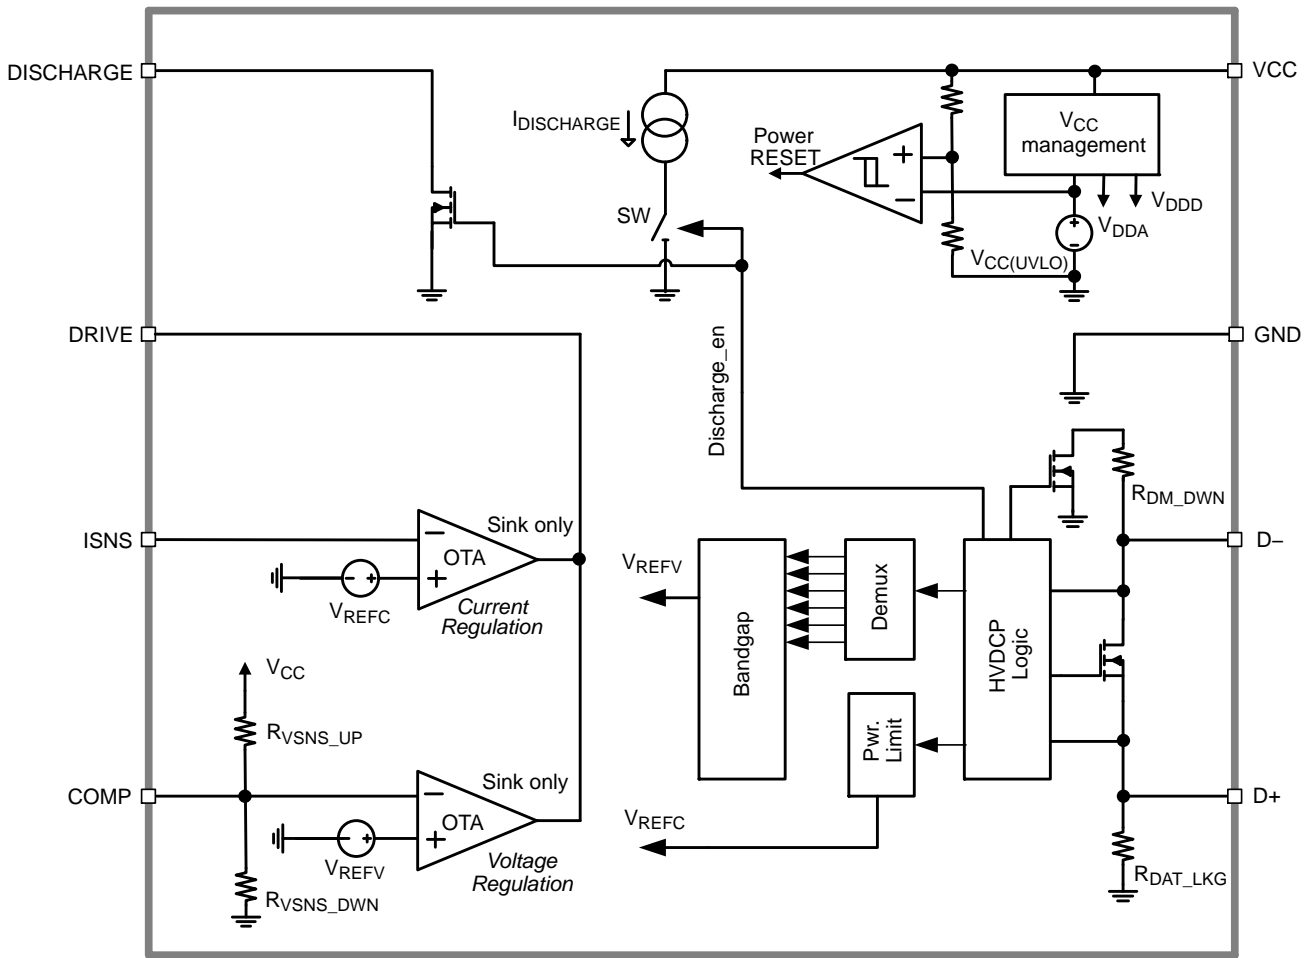 DISCHARGE
VCC
IDISCHARGE
Power
RESET
+
−
VCC
management
VDDD
VDDA
SW
+
-
VCC(UVLO)
DRIVE
GND
Discharge_en
RDM_DWN
ISNS
−
Sink only
OTA
+
- +
VREFC
Current
Regulation
VREFV
Bandgap
Demux
HVDCP
Logic
D−
VCC
RVSNS_UP
Pwr.
Limit
COMP
−
Sink only
OTA
+
- +
VREFV
Voltage
Regulation
VREFC
D+
RVSNS_DWN
RDAT_LKG